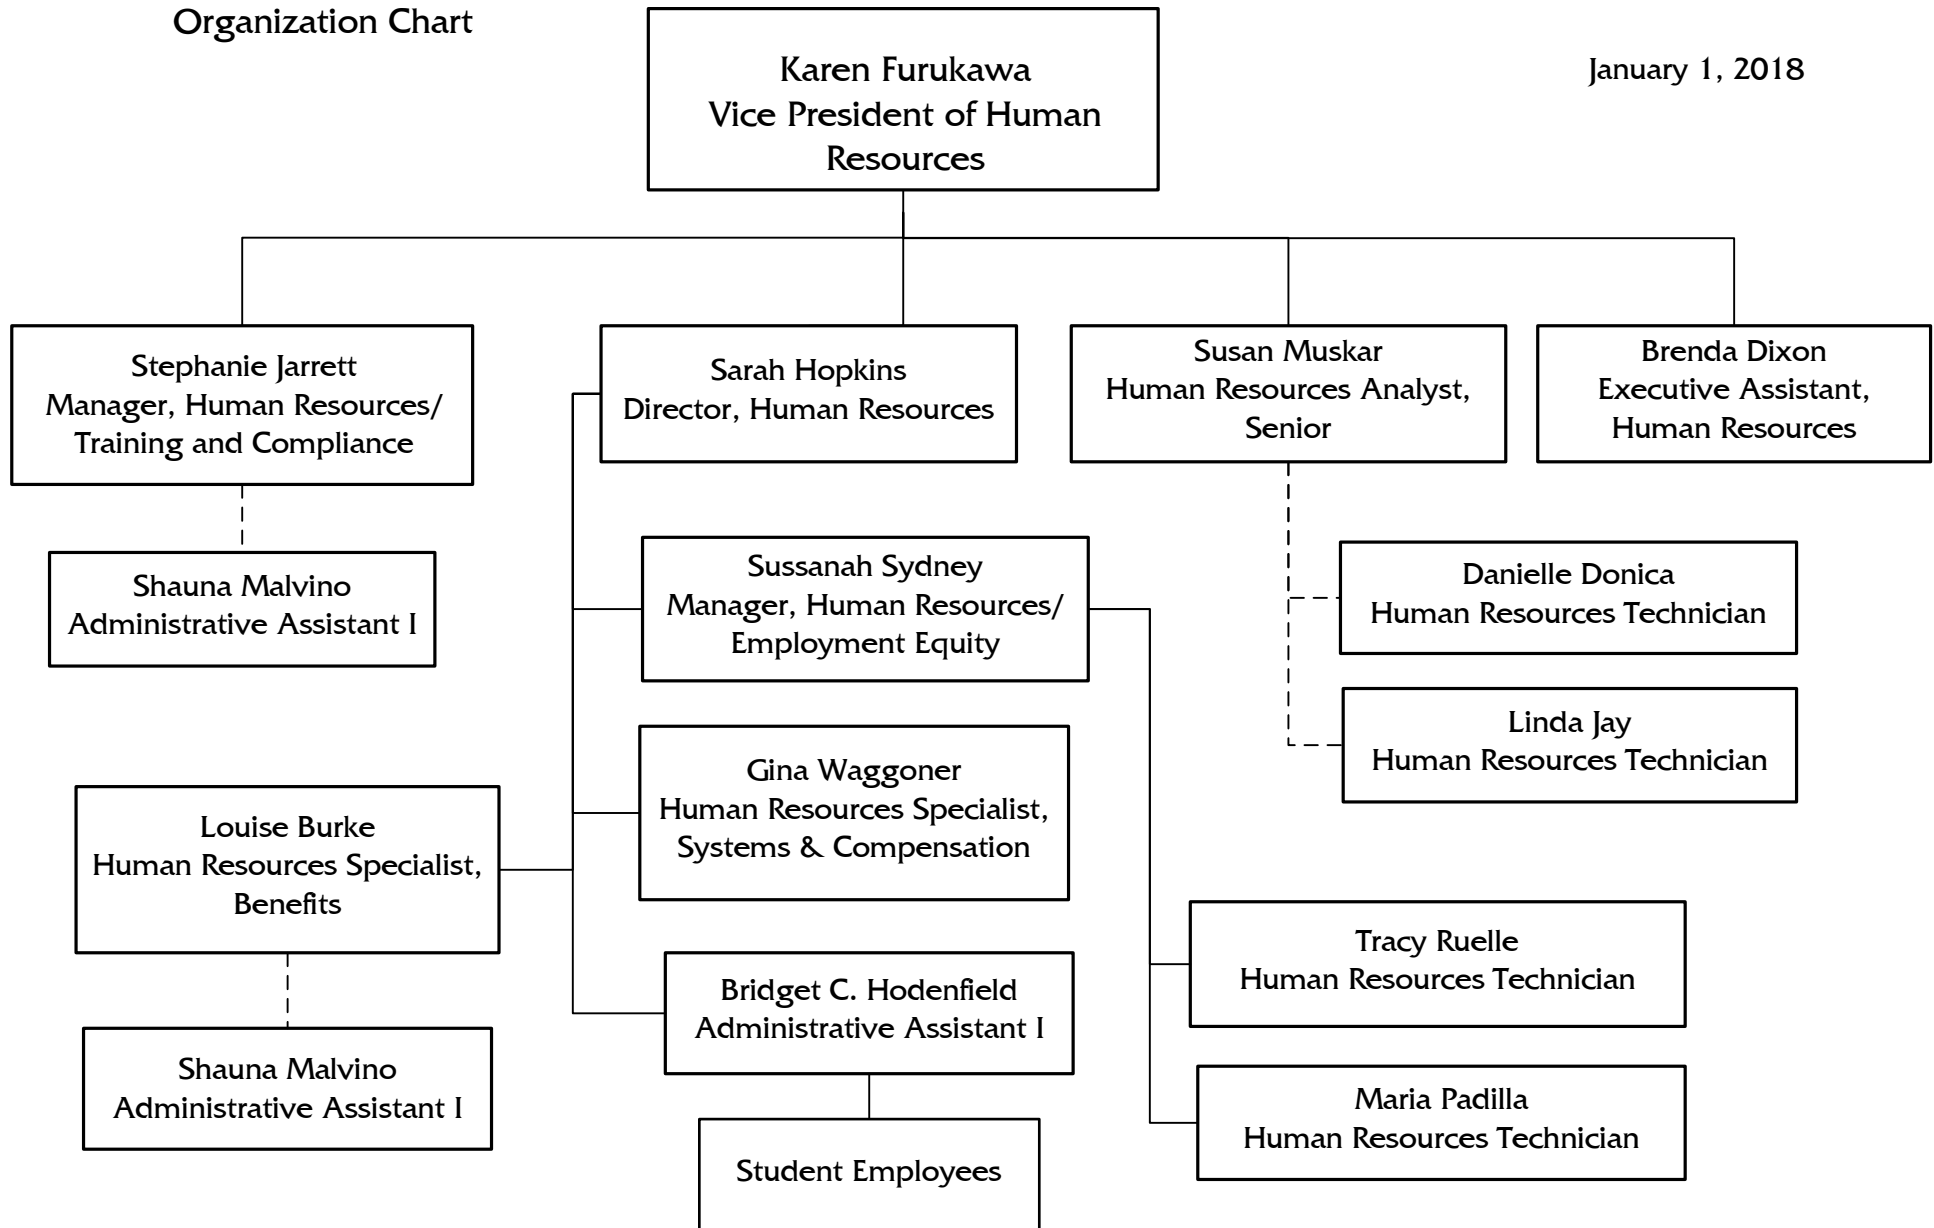 Organization Chart
January 1, 2018
Karen Furukawa
Vice President of Human
Resources
Stephanie Jarrett
Manager, Human Resources/
Training and Compliance
Sarah Hopkins
Director, Human Resources
Susan Muskar
Human Resources Analyst,
Senior
Brenda Dixon
Executive Assistant,
Human Resources
Shauna Malvino
Administrative Assistant I
Sussanah Sydney
Manager, Human Resources/
Employment Equity
Danielle Donica
Human Resources Technician
Linda Jay
Human Resources Technician
Gina Waggoner
Human Resources Specialist,
Systems & Compensation
Louise Burke
Human Resources Specialist,
Benefits
Tracy Ruelle
Human Resources Technician
Bridget C. Hodenfield
Administrative Assistant I
Shauna Malvino
Administrative Assistant I
Maria Padilla
Human Resources Technician
Student Employees